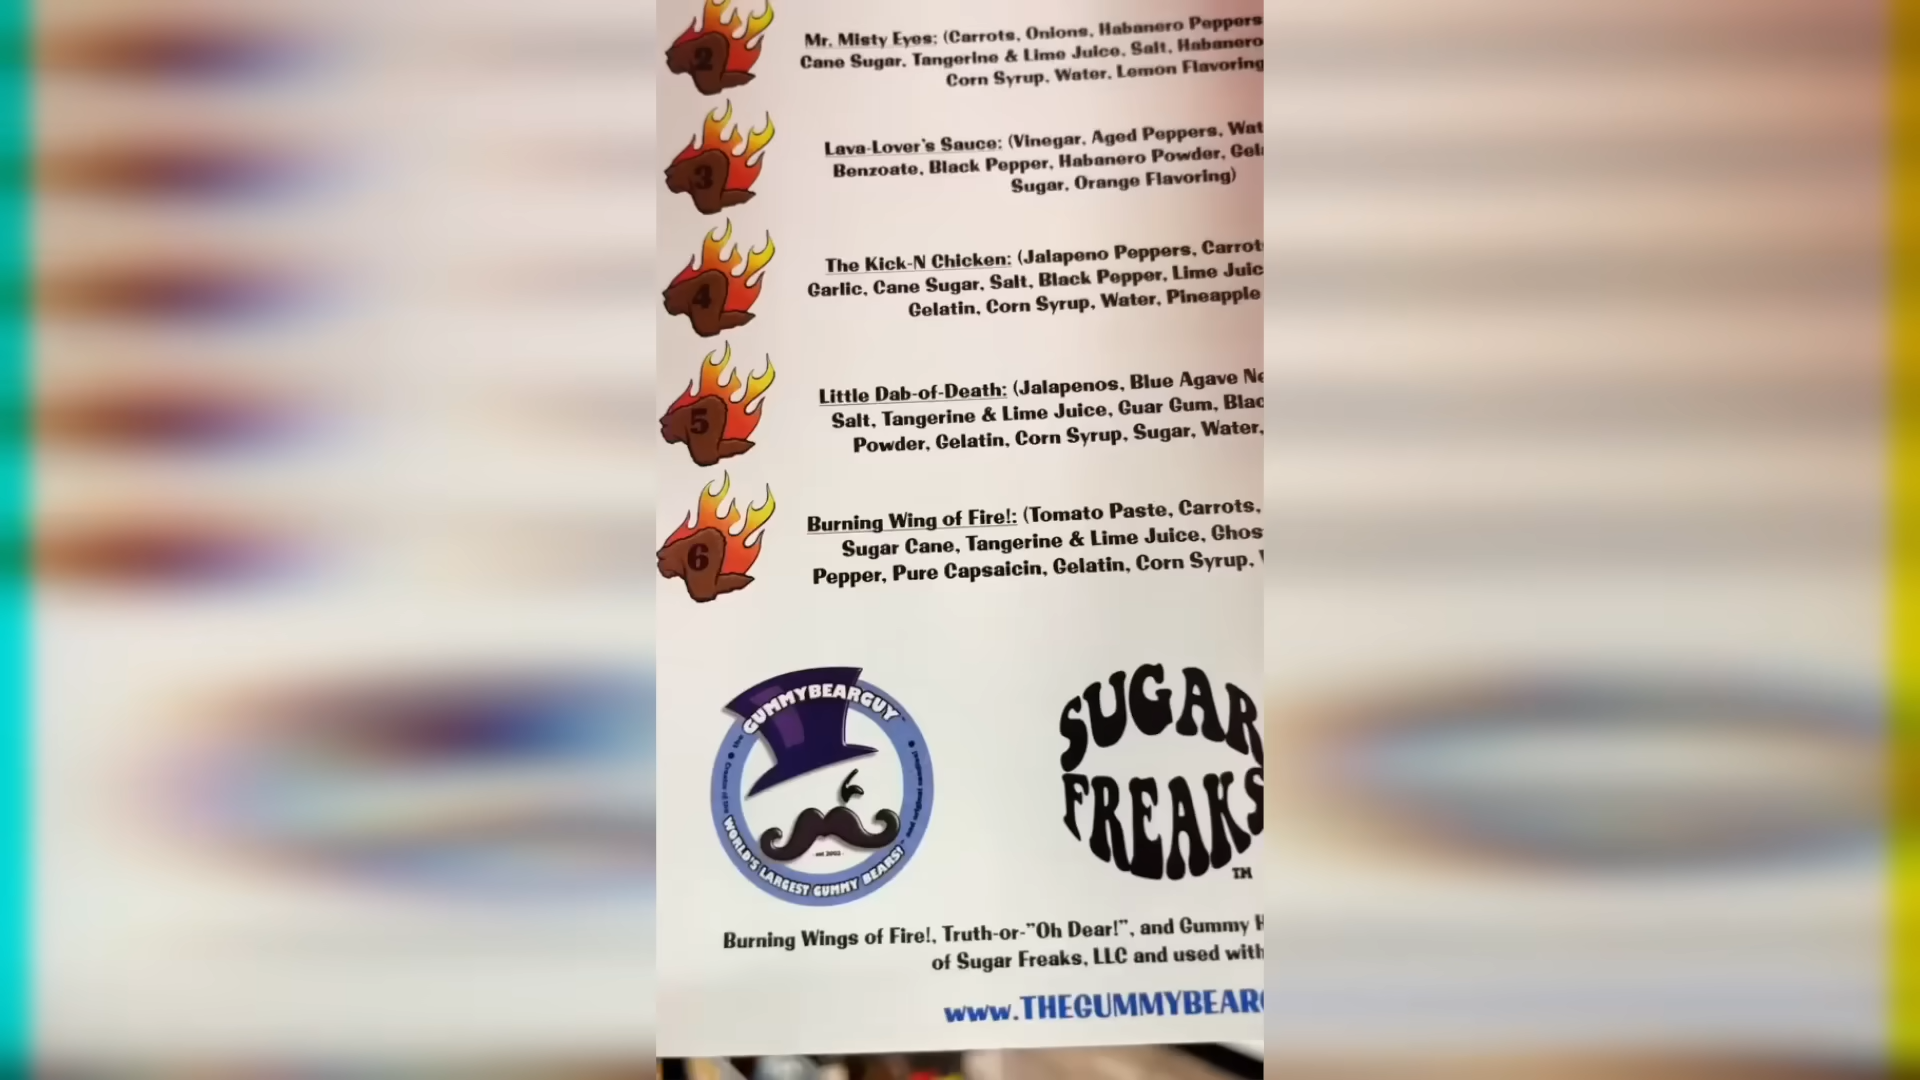 2
Mr. Misty Eyes: (Carrots, Onions, Habanero Peppers
Cane Sugar, Tangerine & Lime Juice, Salt, Habanero
Corn Syrup, Water, Lemon Flavoring
3
Lava-Lover's Sauce: (Vinegar, Aged Peppers,
Benzoate, Black Pepper, Habanero Powder,
Sugar, Orange Flavoring)
4
The Kick-N Chicken: (Jalapeno Peppers,
Garlic, Cane Sugar, Salt, Black Pepper, Lime
Gelatin, Corn Syrup, Water, Pineapple
5
Little Dab-of-Death: (Jalapenos, Blue Agave
Salt, Tangerine & Lime Juice, Guar Gum,
Powder, Gelatin, Corn Syrup, Sugar, Water,
6
Burning Wing of Fire!: (Tomato Paste, Carrots,
Sugar Cane, Tangerine & Lime Juice,
Pepper, Pure Capsaicin, Gelatin, Corn Syrup,
the GUMMYBEARGUY
WORLD'S LARGEST GUMMY BEARS!
est 2002
SUGAR
FREAKS
TM
Burning Wings of Fire!, Truth-or-"Oh Dear!", and Gummy
of Sugar Freaks, LLC and used with
www.THEGUMMYBEARG